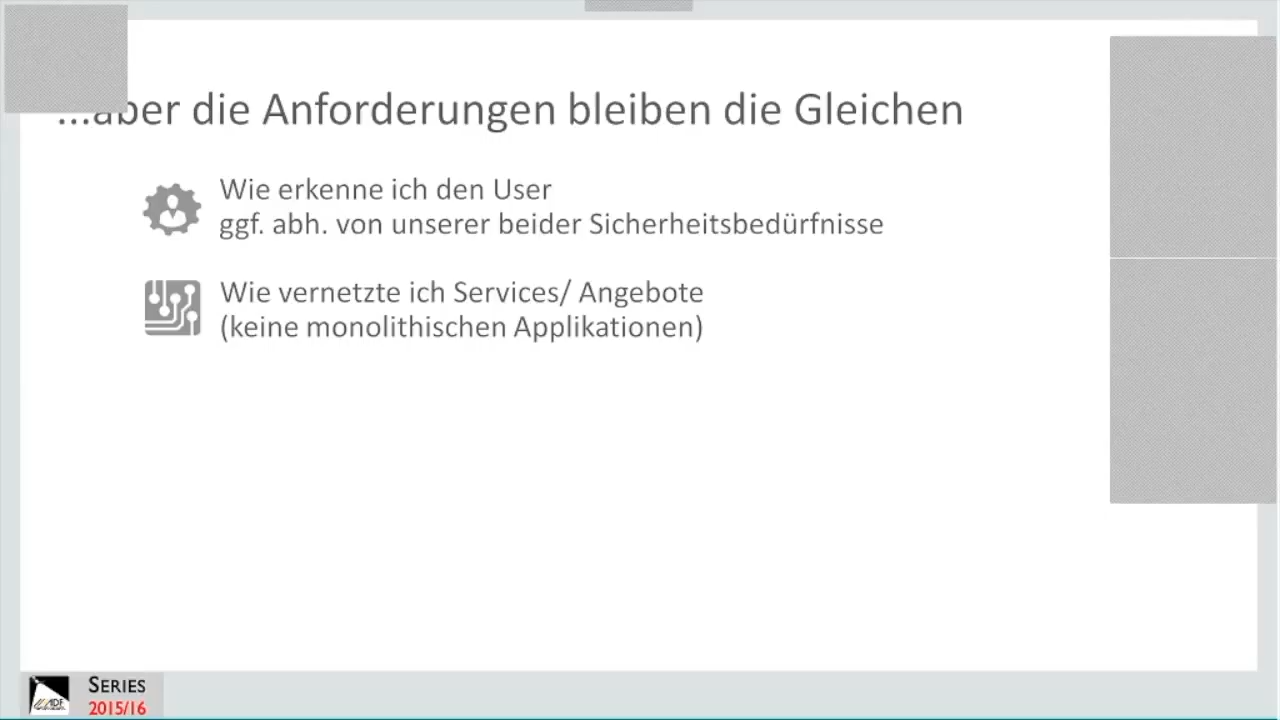 ...aber die Anforderungen bleiben die Gleichen
Wie erkenne ich den User
ggf. abh. von unserer beider Sicherheitsbedürfnisse
Wie vernetzte ich Services/ Angebote
(keine monolithischen Applikationen)
SERIES
2015/16